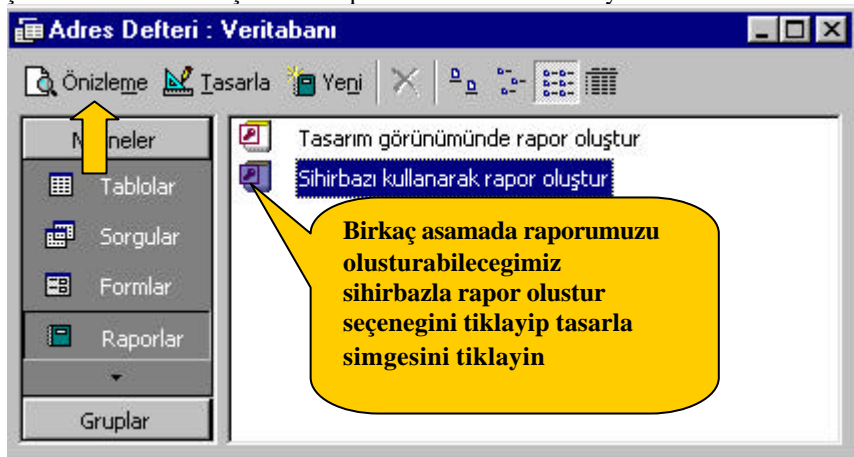 Adres Defteri : Veritabanı
Önizleme Tasarla Yeni
neler
Tablolar
Sorgular
Formlar
Raporlar
Gruplar
Tasarım görünümünde rapor oluştur
Sihirbazı kullanarak rapor oluştur
Birkaç asamada raporumuzu
olusturabilecegimiz
sihirbazla rapor olustur
seçenegini tiklayip tasarla
simgesini tiklayin